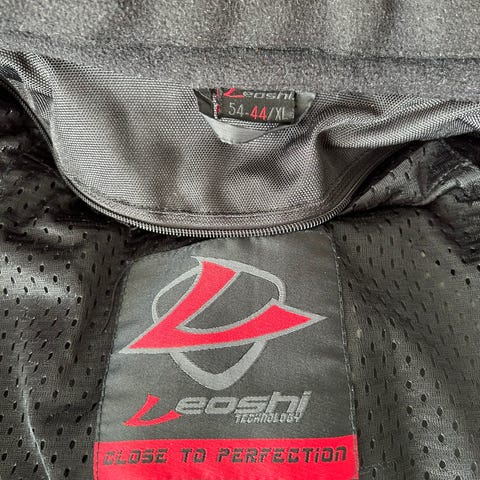 Leoshi
54-44/XL
Leoshi
TECHNOLOGY
CLOSE TO PERFECTION